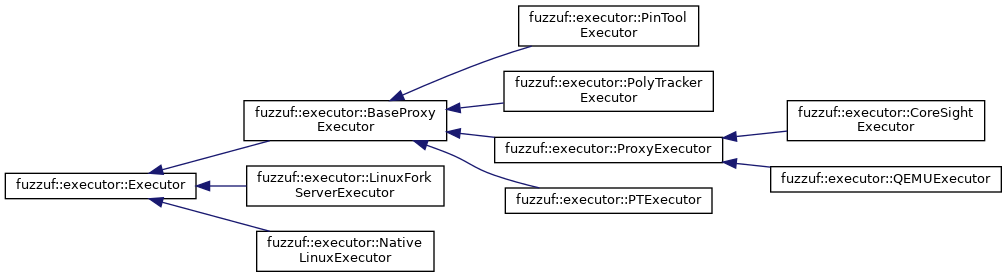 fuzzuf::executor::PinTool
Executor
fuzzuf::executor::PolyTracker
Executor
fuzzuf::executor::BaseProxy
Executor
fuzzuf::executor::CoreSight
Executor
fuzzuf::executor::ProxyExecutor
fuzzuf::executor::QEMUExecutor
fuzzuf::executor::Executor
fuzzuf::executor::LinuxFork
ServerExecutor
fuzzuf::executor::PTExecutor
fuzzuf::executor::Native
LinuxExecutor